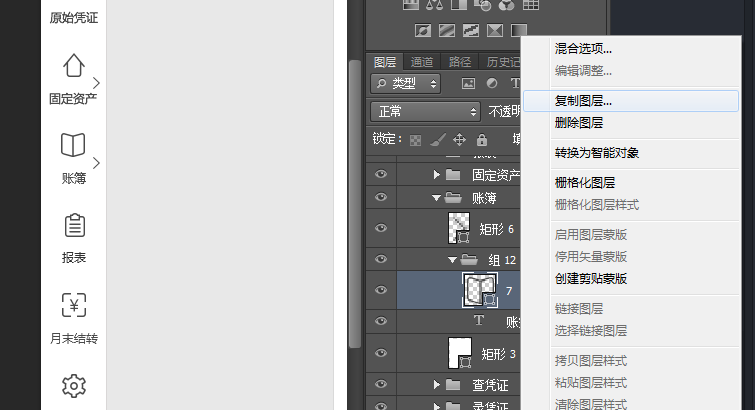 原始凭证
固定资产
账簿
报表
¥
月末结转
图层
通道
路径
历史记
类型
T
正常
不透明
锁定：
固定资产
账簿
矩形 6
组 12
7
T
矩形 3
查凭证
录凭证
混合选项...
编辑调整...
复制图层...
删除图层
转换为智能对象
栅格化图层
栅格化图层样式
启用图层蒙版
停用矢量蒙版
创建剪贴蒙版
链接图层
选择链接图层
拷贝图层样式
粘贴图层样式
清除图层样式